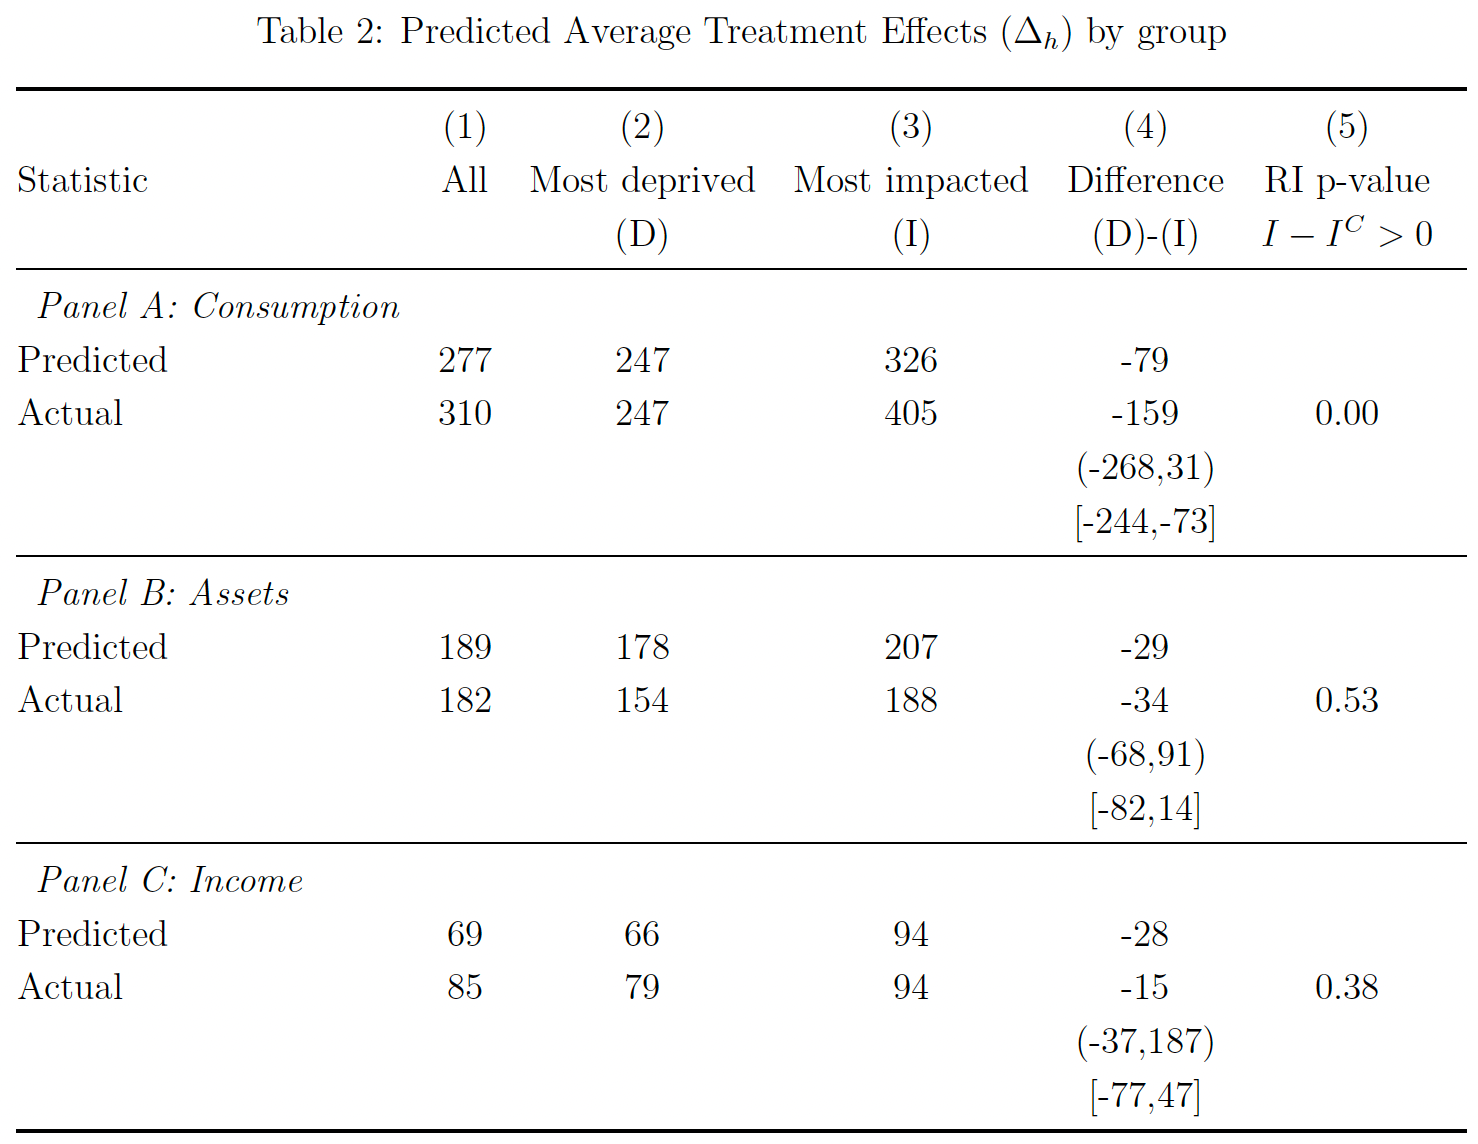 Table 2: Predicted Average Treatment Effects (Δh) by group
(1) (2) (3) (4) (5)
Statistic All Most deprived Most impacted Difference RI p-value
(D) (I) (D)-(I) I − I^C > 0
Panel A: Consumption
Predicted 277 247 326 -79
Actual 310 247 405 -159 0.00
(-268,31)
[-244,-73]
Panel B: Assets
Predicted 189 178 207 -29
Actual 182 154 188 -34 0.53
(-68,91)
[-82,14]
Panel C: Income
Predicted 69 66 94 -28
Actual 85 79 94 -15 0.38
(-37,187)
[-77,47]